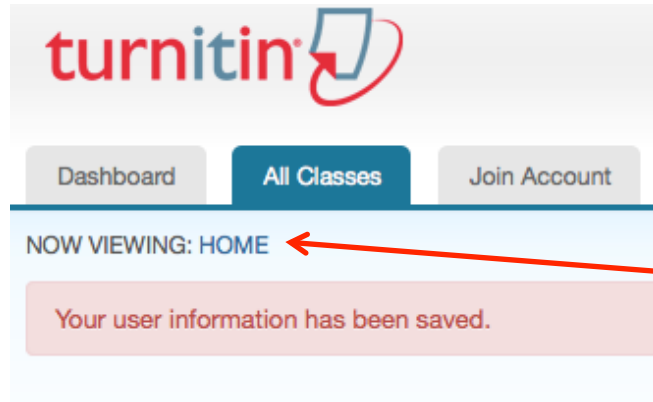 turnitin
Dashboard All Classes Join Account
NOW VIEWING: HOME
Your user information has been saved.